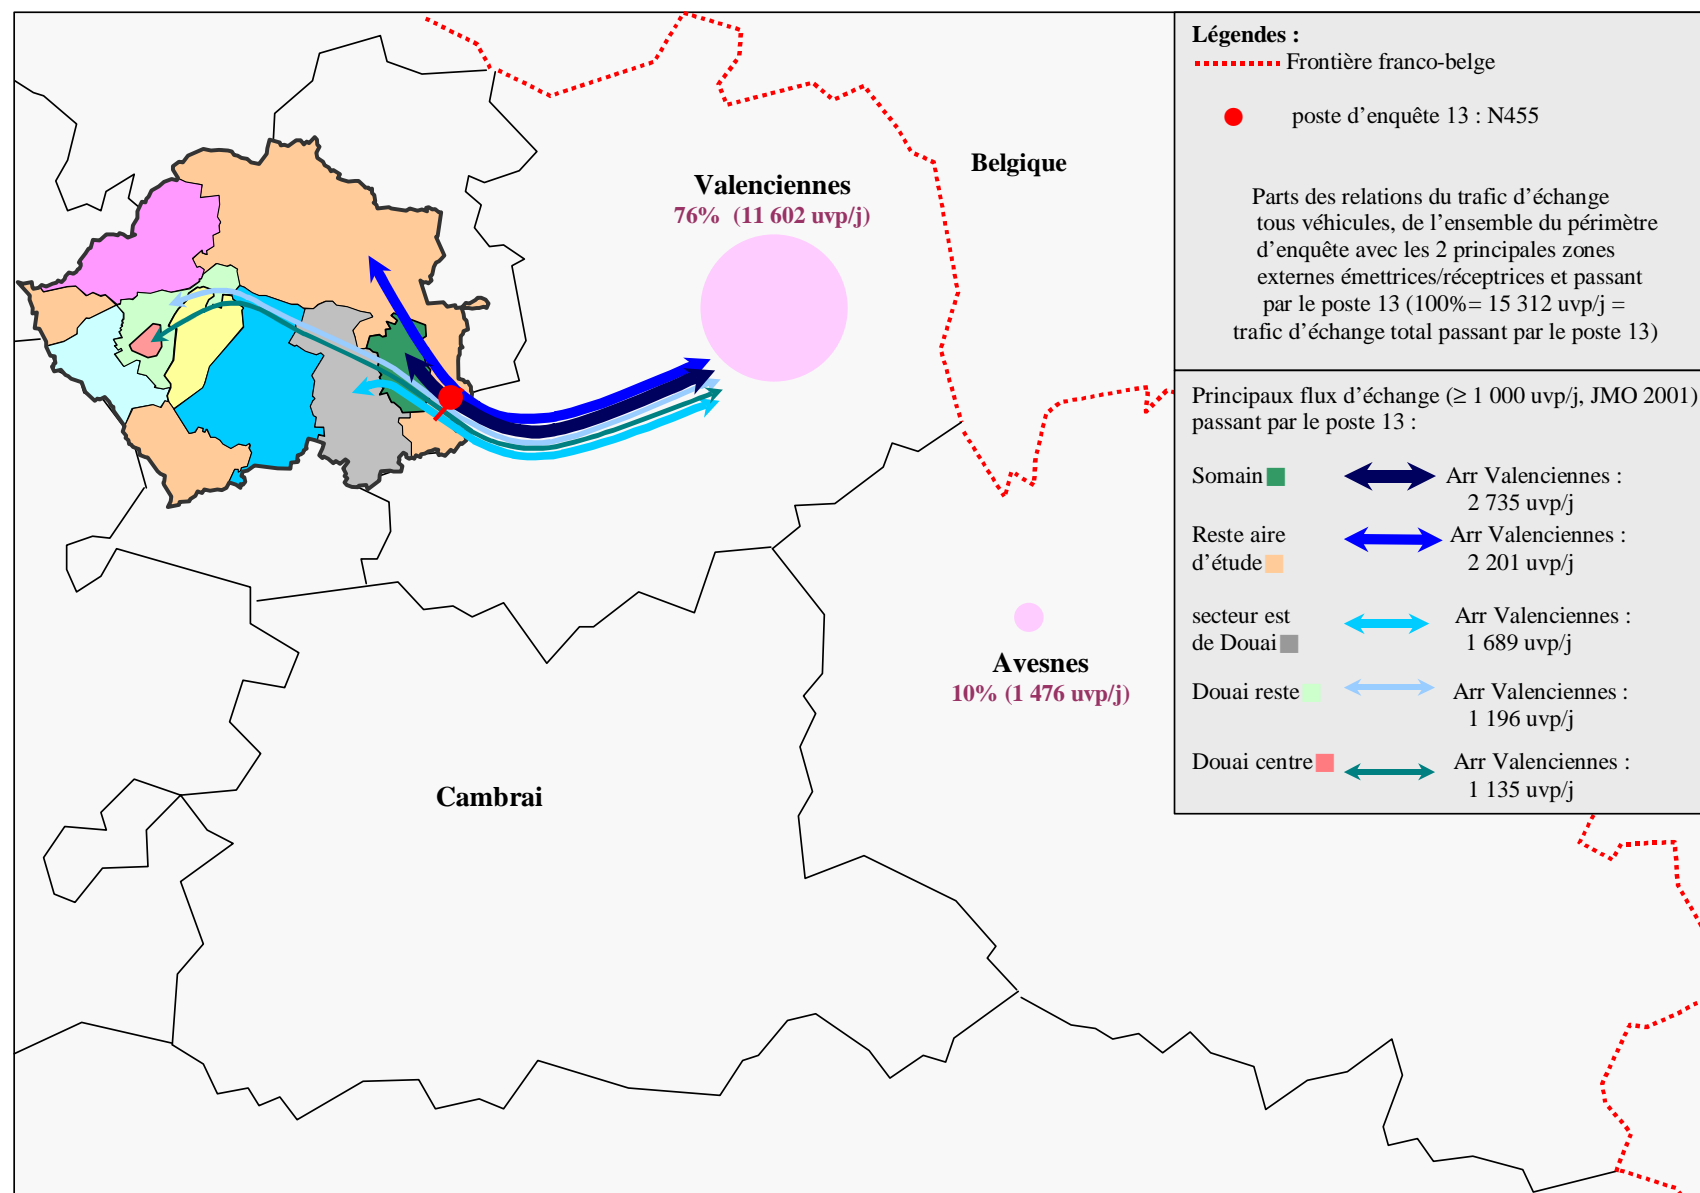 Légendes :
Frontière franco-belge
poste d’enquête 13 : N455
Belgique
Valenciennes
76% (11 602 uvp/j)
Parts des relations du trafic d’échange
tous véhicules, de l’ensemble du périmètre
d’enquête avec les 2 principales zones
externes émettrices/réceptrices et passant
par le poste 13 (100%= 15 312 uvp/j =
trafic d’échange total passant par le poste 13)
Principaux flux d’échange (≥ 1 000 uvp/j, JMO 2001)
passant par le poste 13 :
Somain
Arr Valenciennes :
2 735 uvp/j
Reste aire
d’étude
Arr Valenciennes :
2 201 uvp/j
secteur est
de Douai
Arr Valenciennes :
1 689 uvp/j
Douai reste
Arr Valenciennes :
1 196 uvp/j
Douai centre
Arr Valenciennes :
1 135 uvp/j
Avesnes
10% (1 476 uvp/j)
Cambrai